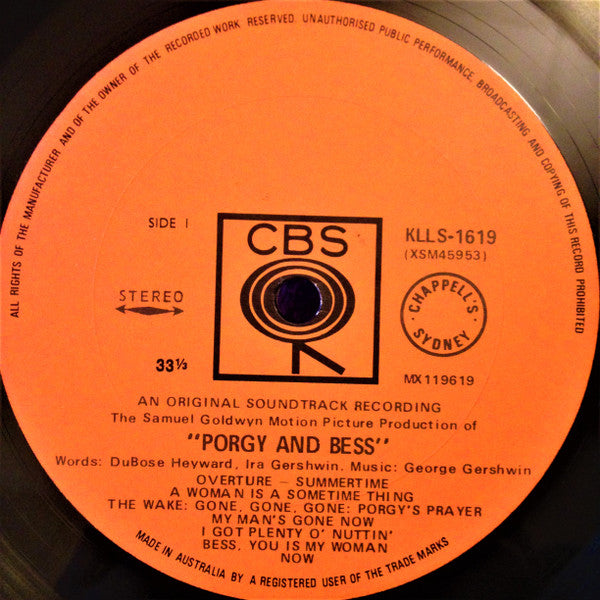 ALL RIGHTS OF THE MANUFACTURER AND OF THE OWNER OF THE RECORDED WORK RESERVED. UNAUTHORISED PUBLIC PERFORMANCE, BROADCASTING AND COPYING OF THIS RECORD PROHIBITED
SIDE I
CBS
KLLS-1619
(XSM45953)
STEREO
· CHAPPELL'S · SYDNEY
33⅓
MX119619
AN ORIGINAL SOUNDTRACK RECORDING
The Samuel Goldwyn Motion Picture Production of
"PORGY AND BESS"
Words: DuBose Heyward, Ira Gershwin. Music: George Gershwin
OVERTURE – SUMMERTIME
A WOMAN IS A SOMETIME THING
THE WAKE: GONE, GONE, GONE: PORGY'S PRAYER
MY MAN'S GONE NOW
I GOT PLENTY O' NUTTIN'
BESS, YOU IS MY WOMAN
NOW
MADE IN AUSTRALIA BY A REGISTERED USER OF THE TRADE MARKS